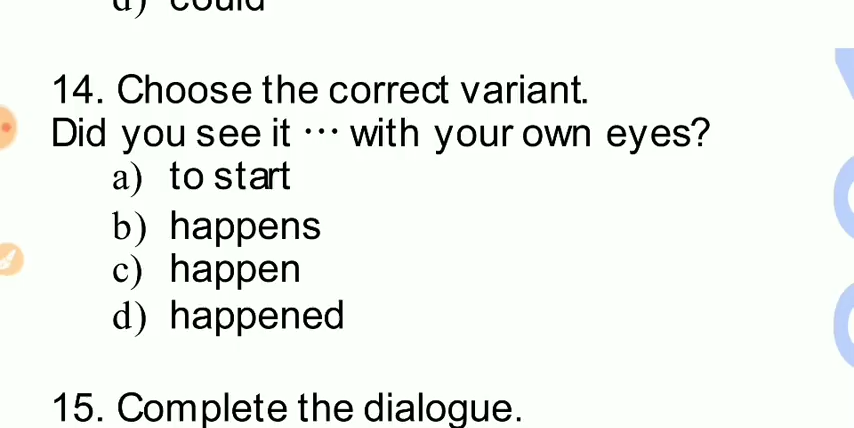 d) could
14. Choose the correct variant.
Did you see it ··· with your own eyes?
a) to start
b) happens
c) happen
d) happened
15. Complete the dialogue.